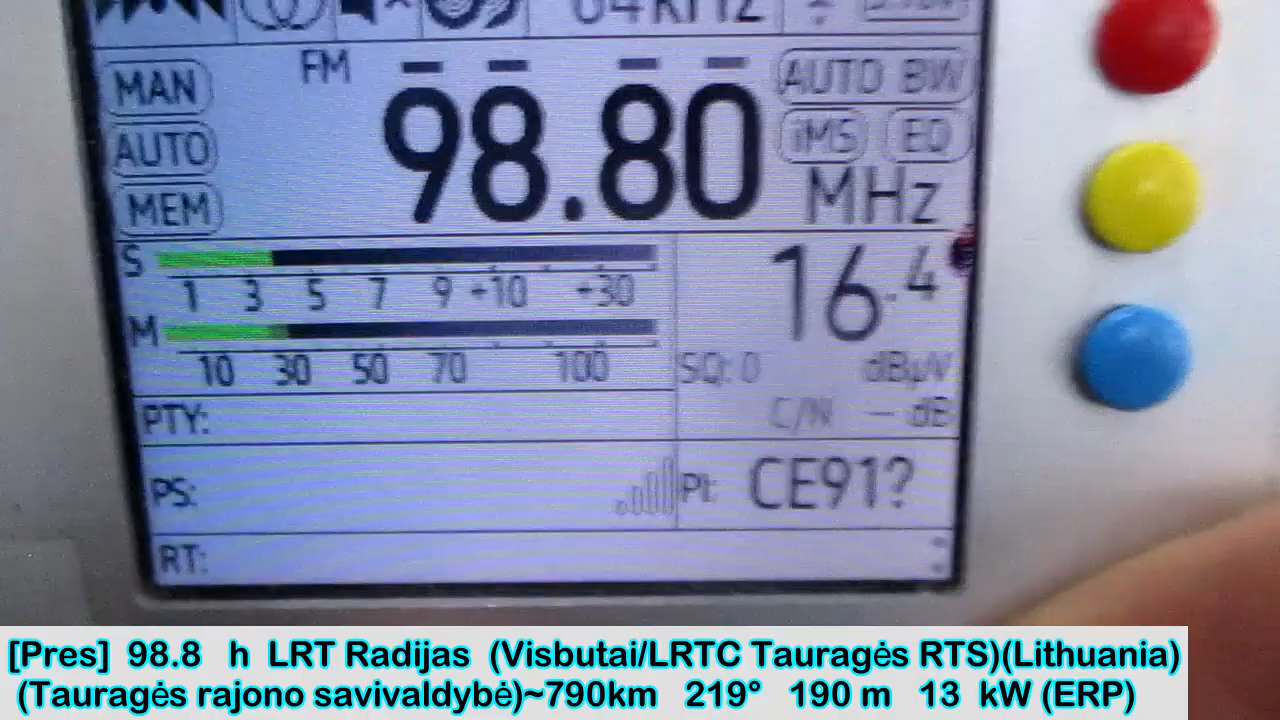 64KHz
FM
MAN
AUTO
MEM
98.80
MHz
AUTO BW
iMS EQ
S
1 3 5 7 9 +10 +30
M
10 30 50 70 100
16.4
SQ: 0 dBµV
C/N -- dB
PTY:
PS:
PI: CE91?
RT:
[Pres] 98.8 h LRT Radijas (Visbutai/LRTC Tauragės RTS)(Lithuania)
(Tauragės rajono savivaldybė)~790km 219° 190 m 13 kW (ERP)